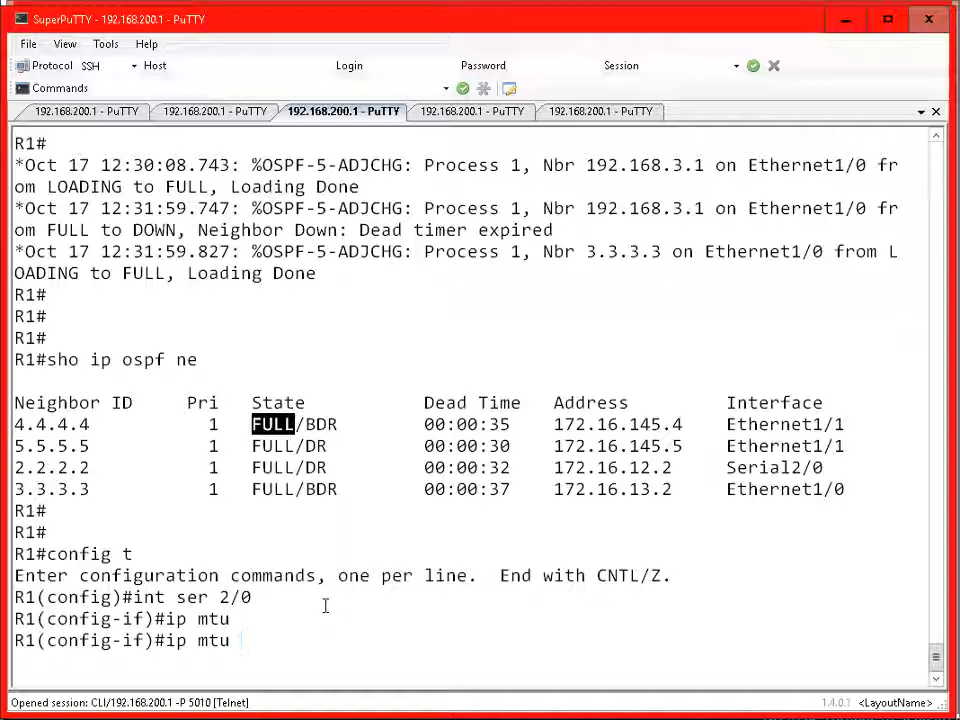 SuperPuTTY - 192.168.200.1 - PuTTY
File View Tools Help
Protocol SSH Host Login Password Session
Commands
192.168.200.1 - PuTTY 192.168.200.1 - PuTTY 192.168.200.1 - PuTTY 192.168.200.1 - PuTTY 192.168.200.1 - PuTTY
R1#
*Oct 17 12:30:08.743: %OSPF-5-ADJCHG: Process 1, Nbr 192.168.3.1 on Ethernet1/0 fr
om LOADING to FULL, Loading Done
*Oct 17 12:31:59.747: %OSPF-5-ADJCHG: Process 1, Nbr 192.168.3.1 on Ethernet1/0 fr
om FULL to DOWN, Neighbor Down: Dead timer expired
*Oct 17 12:31:59.827: %OSPF-5-ADJCHG: Process 1, Nbr 3.3.3.3 on Ethernet1/0 from L
OADING to FULL, Loading Done
R1#
R1#
R1#
R1#sho ip ospf ne
Neighbor ID Pri State Dead Time Address Interface
4.4.4.4 1 FULL/BDR 00:00:35 172.16.145.4 Ethernet1/1
5.5.5.5 1 FULL/DR 00:00:30 172.16.145.5 Ethernet1/1
2.2.2.2 1 FULL/DR 00:00:32 172.16.12.2 Serial2/0
3.3.3.3 1 FULL/BDR 00:00:37 172.16.13.2 Ethernet1/0
R1#
R1#
R1#config t
Enter configuration commands, one per line. End with CNTL/Z.
R1(config)#int ser 2/0
R1(config-if)#ip mtu
R1(config-if)#ip mtu
Opened session: CLI/192.168.200.1 -P 5010 [Telnet] 1.4.0.1 <LayoutName>